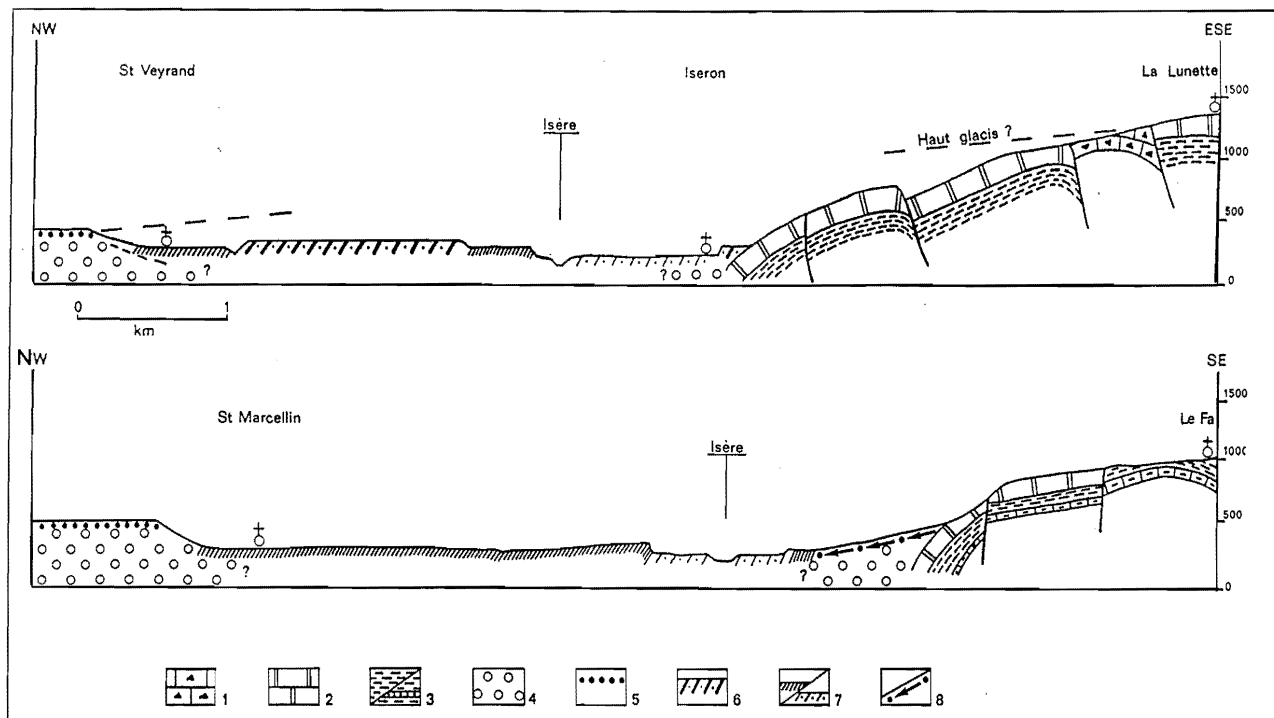 NW
ESE
St Veyrand
Iseron
La Lunette
Isère
1500
Haut glacis ?
1000
500
?
?
0
0 1
km
NW
SE
1500
St Marcellin
Le Fa
Isère
1000
500
?
?
0
1 2 3 4 5 6 7 8